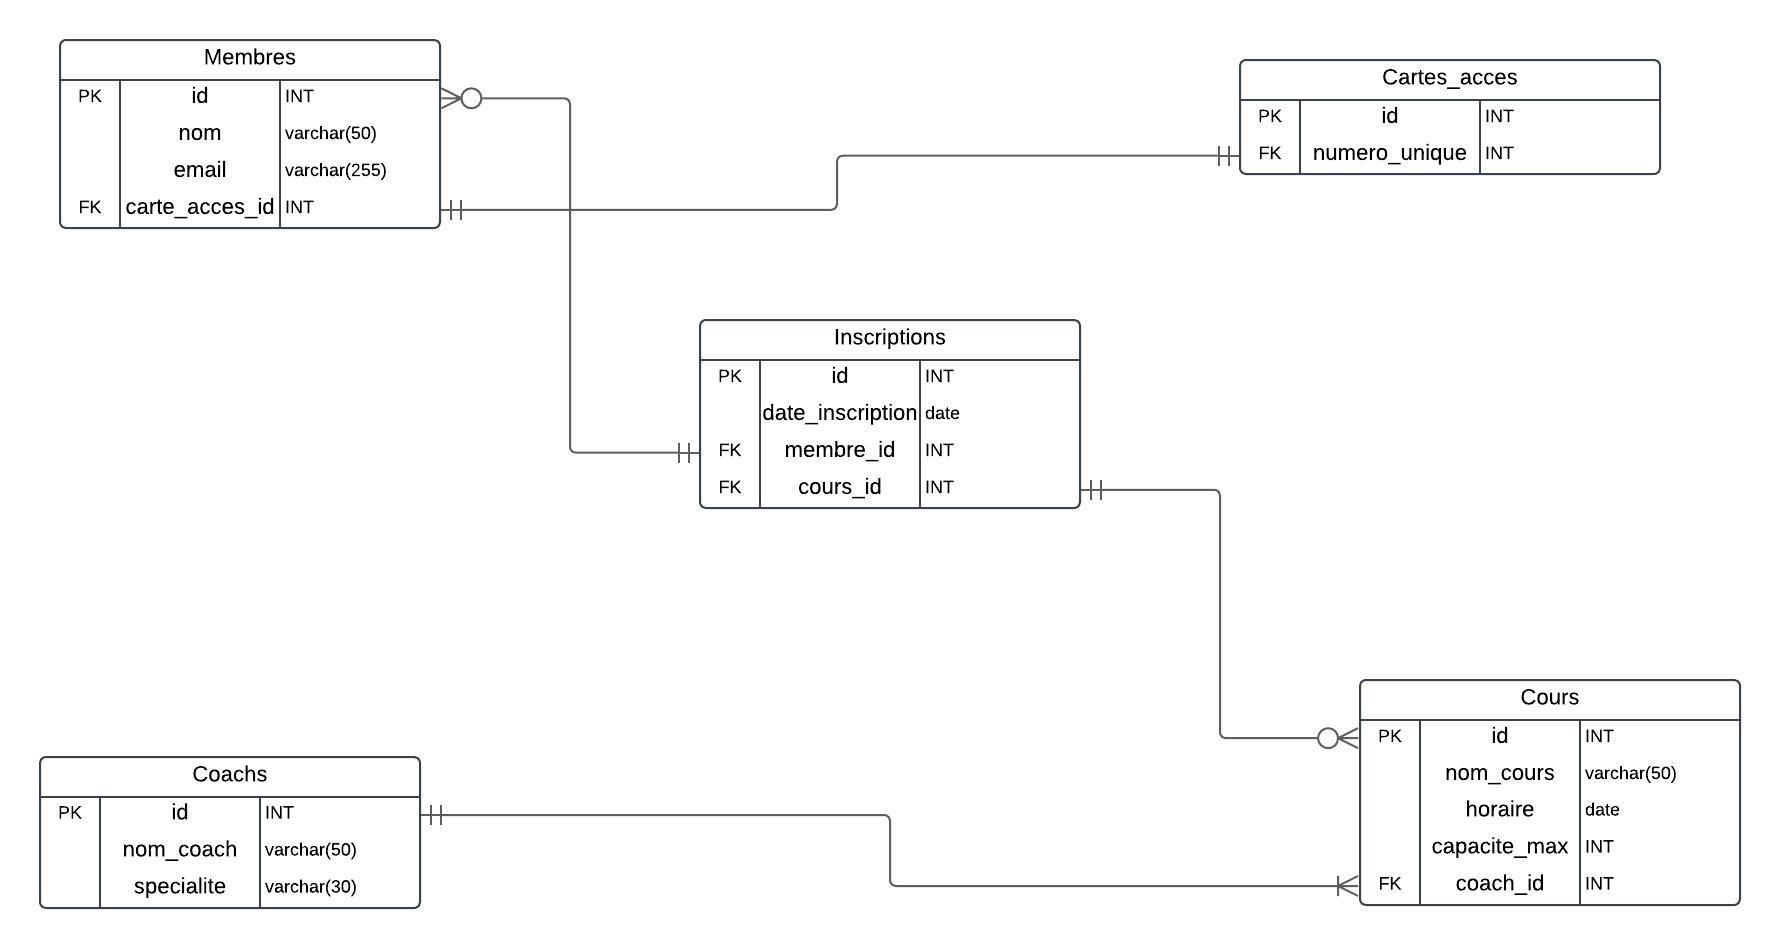 Membres
PK id INT
nom varchar(50)
email varchar(255)
FK carte_acces_id INT
Cartes_acces
PK id INT
FK numero_unique INT
Inscriptions
PK id INT
date_inscription date
FK membre_id INT
FK cours_id INT
Coachs
PK id INT
nom_coach varchar(50)
specialite varchar(30)
Cours
PK id INT
nom_cours varchar(50)
horaire date
capacite_max INT
FK coach_id INT